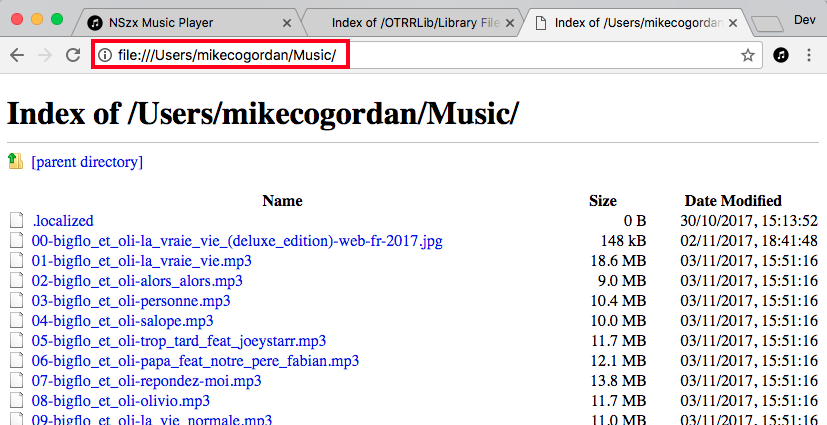 NSzx Music Player
Index of /OTRRLib/Library File
Index of /Users/mikecogordan
Dev
file:///Users/mikecogordan/Music/
Index of /Users/mikecogordan/Music/
[parent directory]
Name Size Date Modified
.localized 0 B 30/10/2017, 15:13:52
00-bigflo_et_oli-la_vraie_vie_(deluxe_edition)-web-fr-2017.jpg 148 kB 02/11/2017, 18:41:48
01-bigflo_et_oli-la_vraie_vie.mp3 18.6 MB 03/11/2017, 15:51:16
02-bigflo_et_oli-alors_alors.mp3 9.0 MB 03/11/2017, 15:51:16
03-bigflo_et_oli-personne.mp3 10.4 MB 03/11/2017, 15:51:16
04-bigflo_et_oli-salope.mp3 10.0 MB 03/11/2017, 15:51:16
05-bigflo_et_oli-trop_tard_feat_joeystarr.mp3 11.7 MB 03/11/2017, 15:51:16
06-bigflo_et_oli-papa_feat_notre_pere_fabian.mp3 12.1 MB 03/11/2017, 15:51:16
07-bigflo_et_oli-repondez-moi.mp3 13.8 MB 03/11/2017, 15:51:16
08-bigflo_et_oli-olivio.mp3 11.7 MB 03/11/2017, 15:51:16
09-bigflo_et_oli-la_vie_normale.mp3 11.0 MB 03/11/2017, 15:51:16